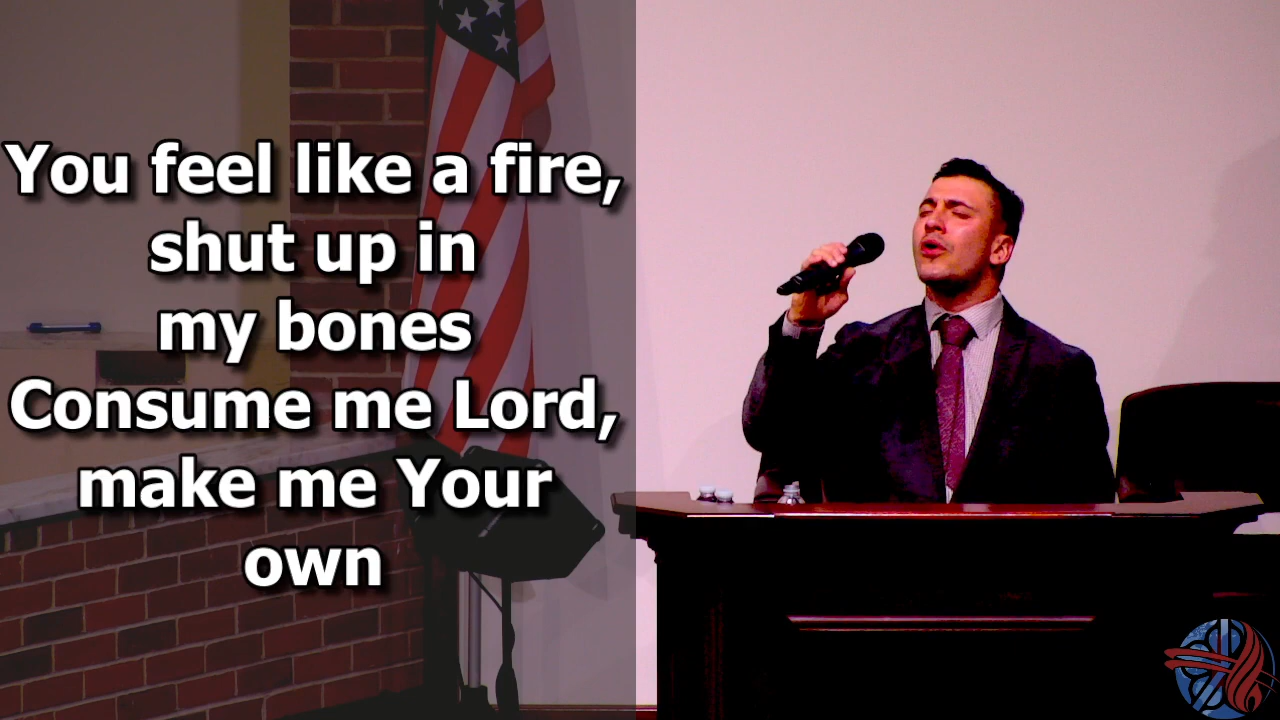 You feel like a fire,
shut up in
my bones
Consume me Lord,
make me Your
own